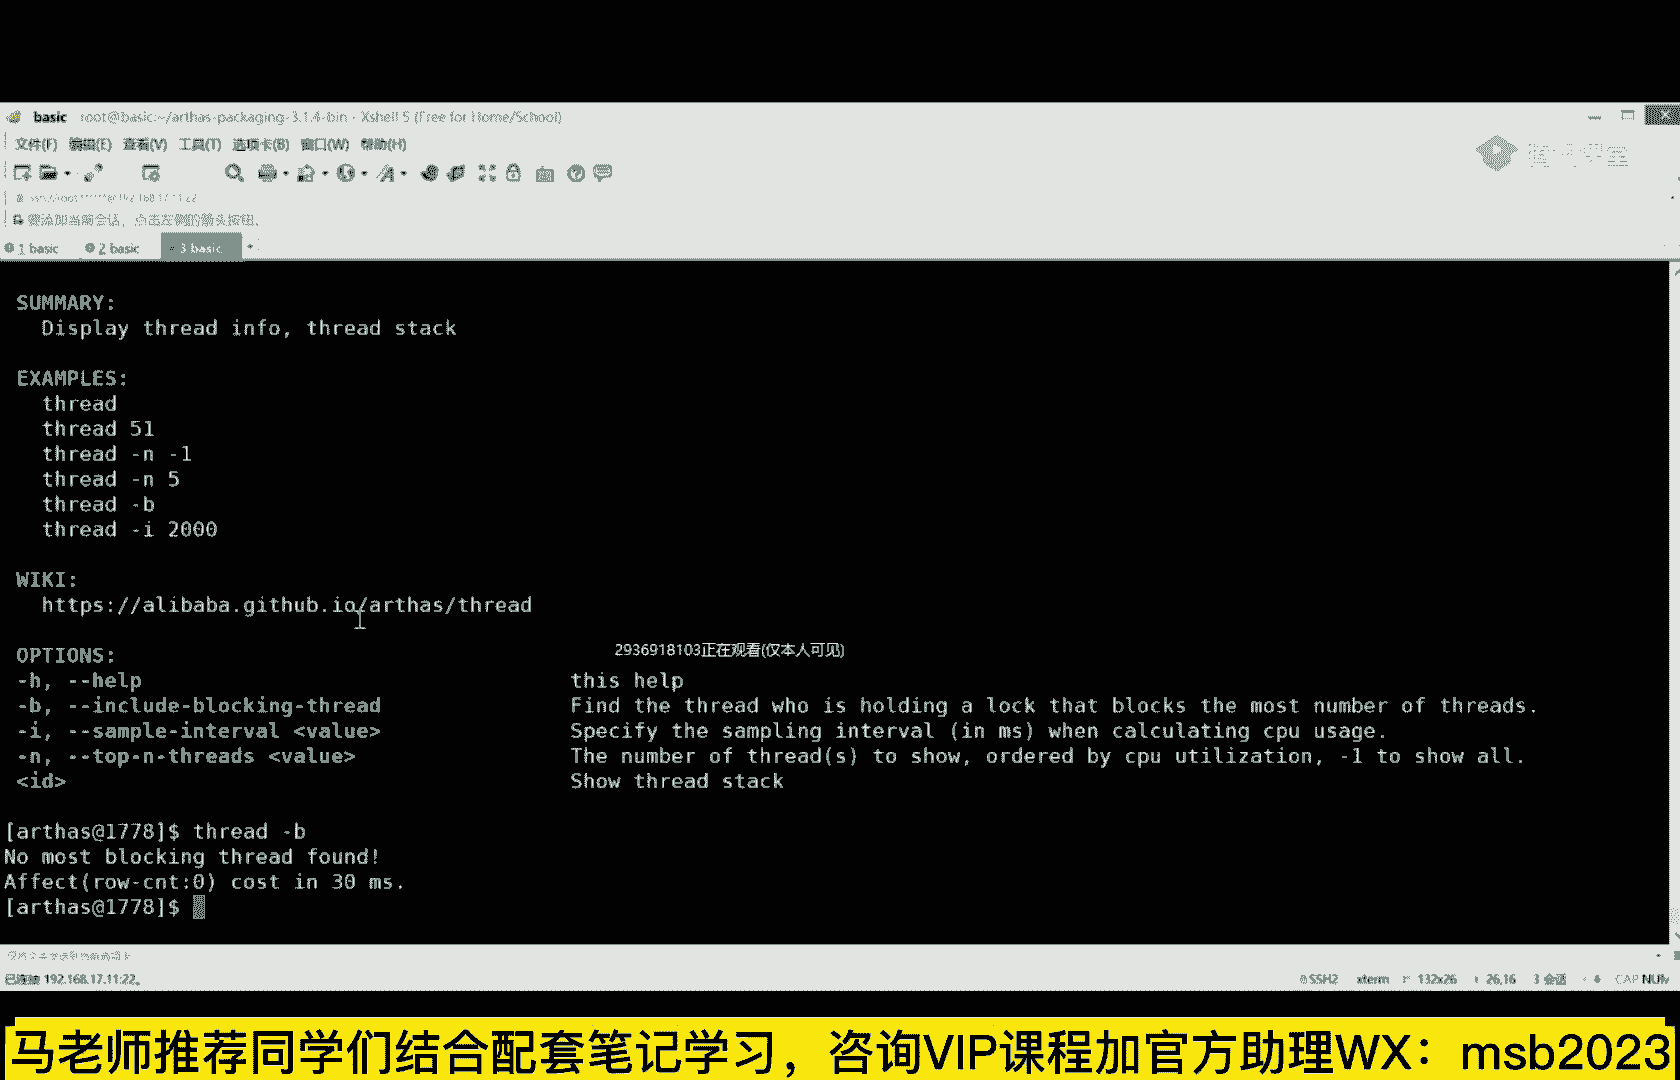 basic root@basic:~/arthas-packaging-3.1.4-bin - Xshell 5 (Free for Home/School)
文件(F) 编辑(E) 查看(V) 工具(T) 选项卡(B) 窗口(W) 帮助(H)
要添加当前会话，点击左侧的箭头按钮。
1 basic 2 basic 3 basic
SUMMARY:
Display thread info, thread stack
EXAMPLES:
thread
thread 51
thread -n -1
thread -n 5
thread -b
thread -i 2000
WIKI:
https://alibaba.github.io/arthas/thread
2936918103正在观看(仅本人可见)
OPTIONS:
-h, --help this help
-b, --include-blocking-thread Find the thread who is holding a lock that blocks the most number of threads.
-i, --sample-interval <value> Specify the sampling interval (in ms) when calculating cpu usage.
-n, --top-n-threads <value> The number of thread(s) to show, ordered by cpu utilization, -1 to show all.
<id> Show thread stack
[arthas@1778]$ thread -b
No most blocking thread found!
Affect(row-cnt:0) cost in 30 ms.
[arthas@1778]$
已连接 192.168.17.11:22。 SSH2 xterm 132x26 26,16 3 会话 CAP NUM
马老师推荐同学们结合配套笔记学习，咨询VIP课程加官方助理WX：msb2023